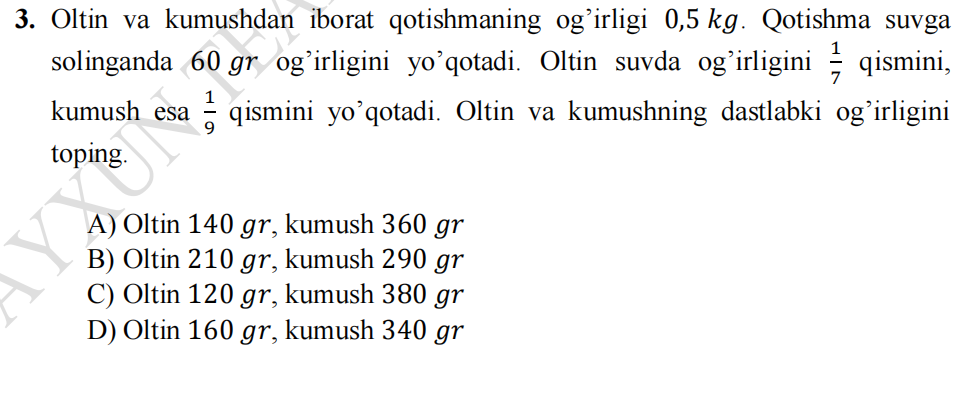 3. Oltin va kumushdan iborat qotishmaning og’irligi 0,5 kg. Qotishma suvga
solinganda 60 gr og’irligini yo’qotadi. Oltin suvda og’irligini 1/7 qismini,
kumush esa 1/9 qismini yo’qotadi. Oltin va kumushning dastlabki og’irligini
toping.
A) Oltin 140 gr, kumush 360 gr
B) Oltin 210 gr, kumush 290 gr
C) Oltin 120 gr, kumush 380 gr
D) Oltin 160 gr, kumush 340 gr
AYXUN TEA